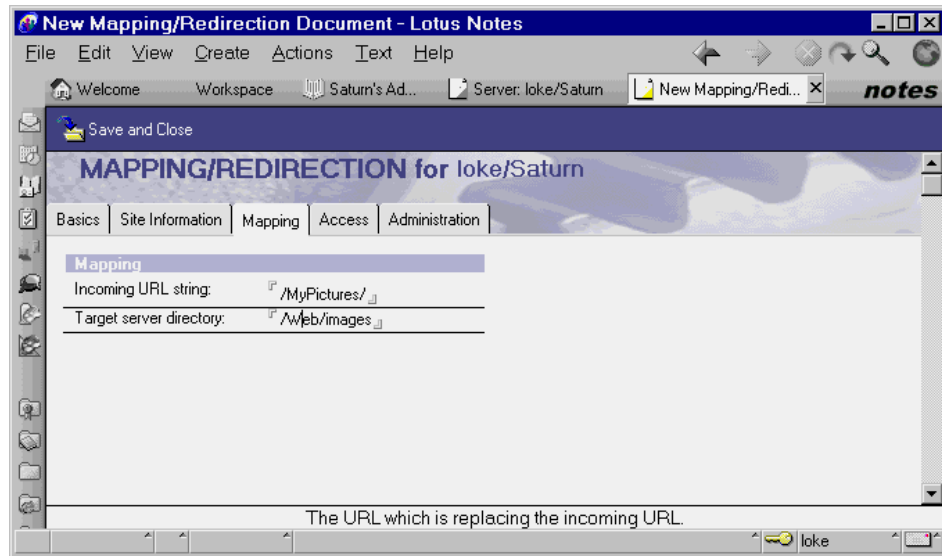 New Mapping/Redirection Document - Lotus Notes
File Edit View Create Actions Text Help
Welcome Workspace Saturn's Ad... Server: loke/Saturn New Mapping/Redi... notes
Save and Close
MAPPING/REDIRECTION for loke/Saturn
Basics Site Information Mapping Access Administration
Mapping
Incoming URL string: /MyPictures/
Target server directory: /Web/images
The URL which is replacing the incoming URL.
loke